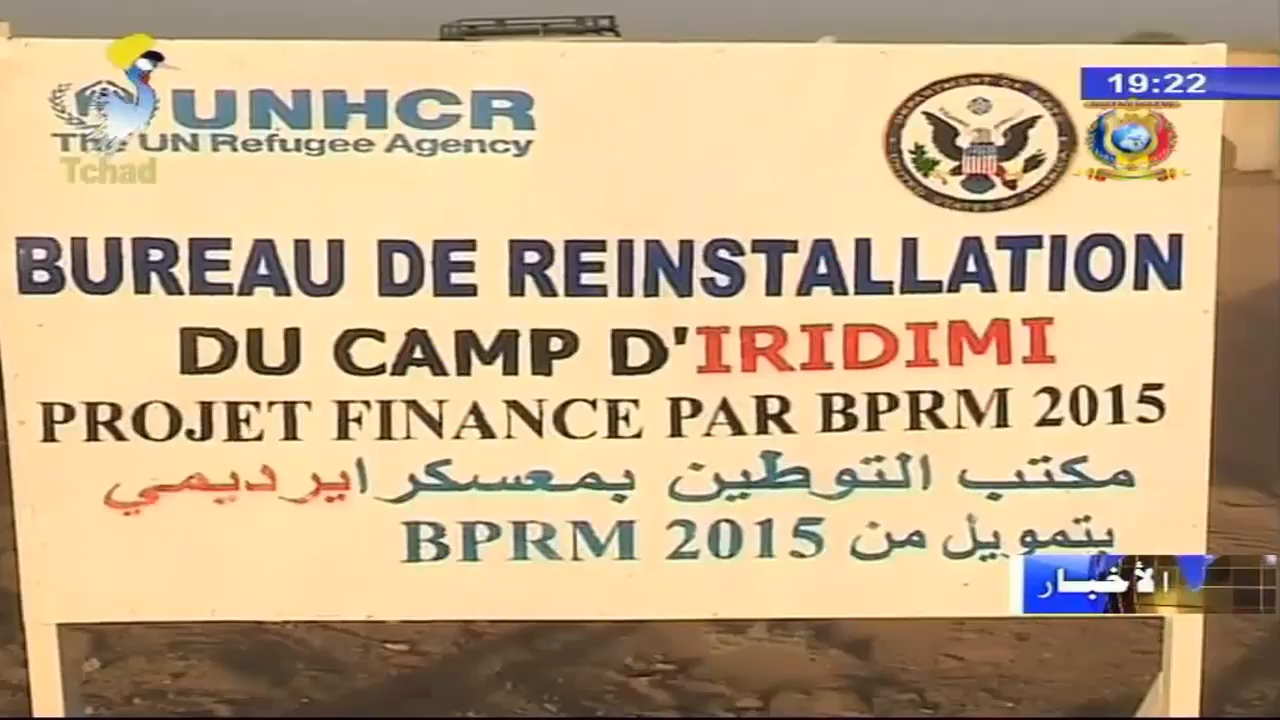 UNHCR
The UN Refugee Agency
Tchad
19:22
BUREAU DE REINSTALLATION
DU CAMP D'IRIDIMI
PROJET FINANCE PAR BPRM 2015
مكتب التوطين بمعسكر ايرديمي
بتمويل من BPRM 2015
الأخبار